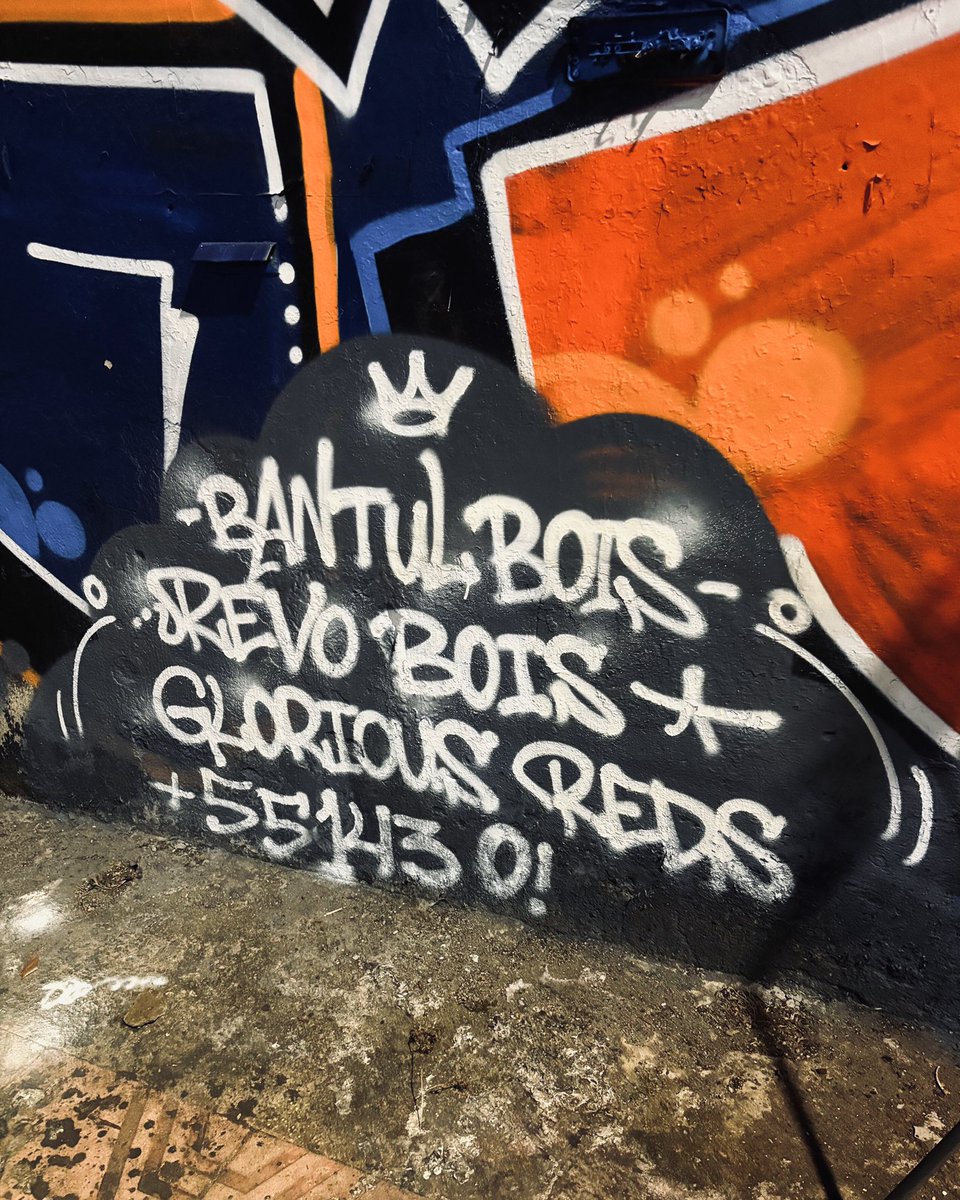 -BANTUL BOIS-
REVO BOIS
GLORIOUS REDS
+55143 0!